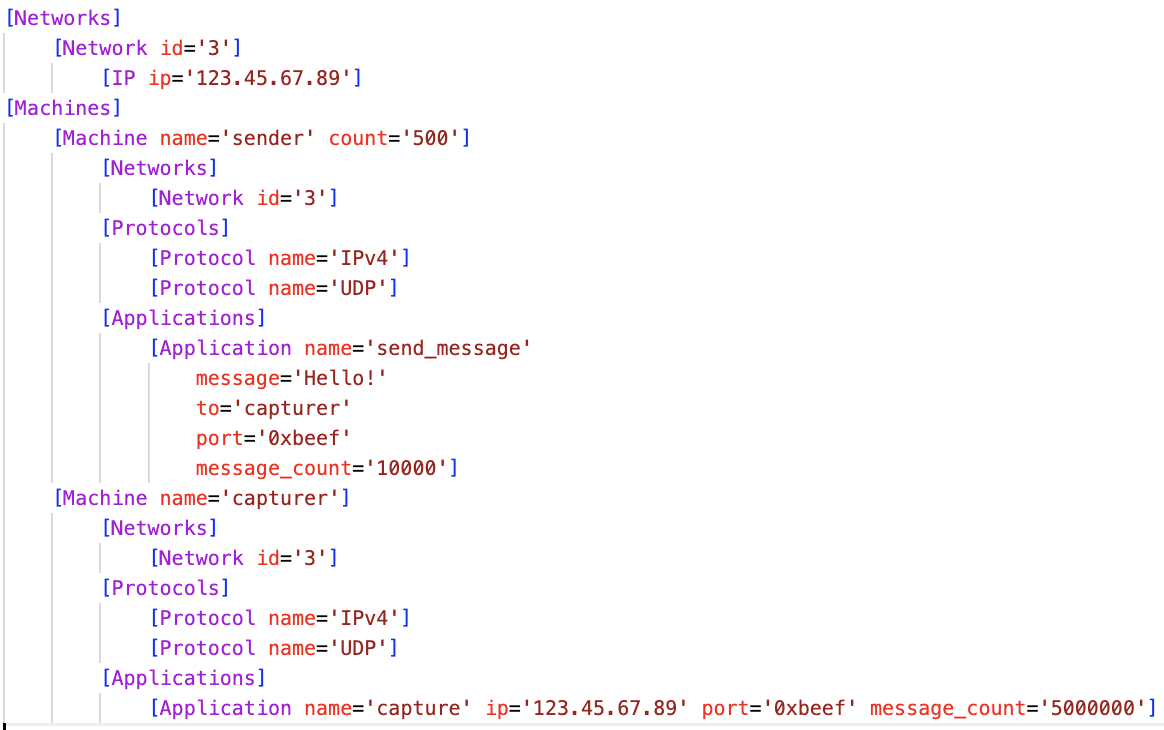 [Networks]
    [Network id='3']
        [IP ip='123.45.67.89']
[Machines]
    [Machine name='sender' count='500']
        [Networks]
            [Network id='3']
        [Protocols]
            [Protocol name='IPv4']
            [Protocol name='UDP']
        [Applications]
            [Application name='send_message'
                message='Hello!'
                to='capturer'
                port='0xbeef'
                message_count='10000']
    [Machine name='capturer']
        [Networks]
            [Network id='3']
        [Protocols]
            [Protocol name='IPv4']
            [Protocol name='UDP']
        [Applications]
            [Application name='capture' ip='123.45.67.89' port='0xbeef' message_count='5000000']